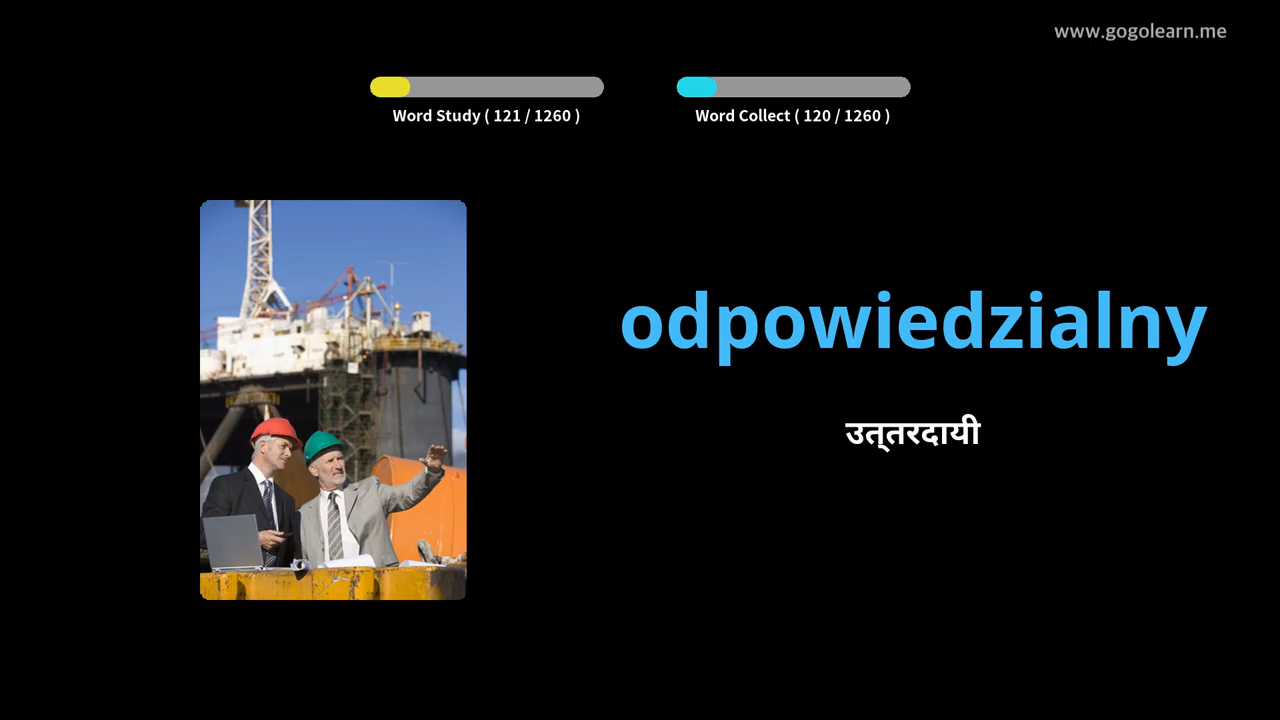 www.gogolearn.me
Word Study ( 121 / 1260 )
Word Collect ( 120 / 1260 )
odpowiedzialny
उत्‌तरदायी